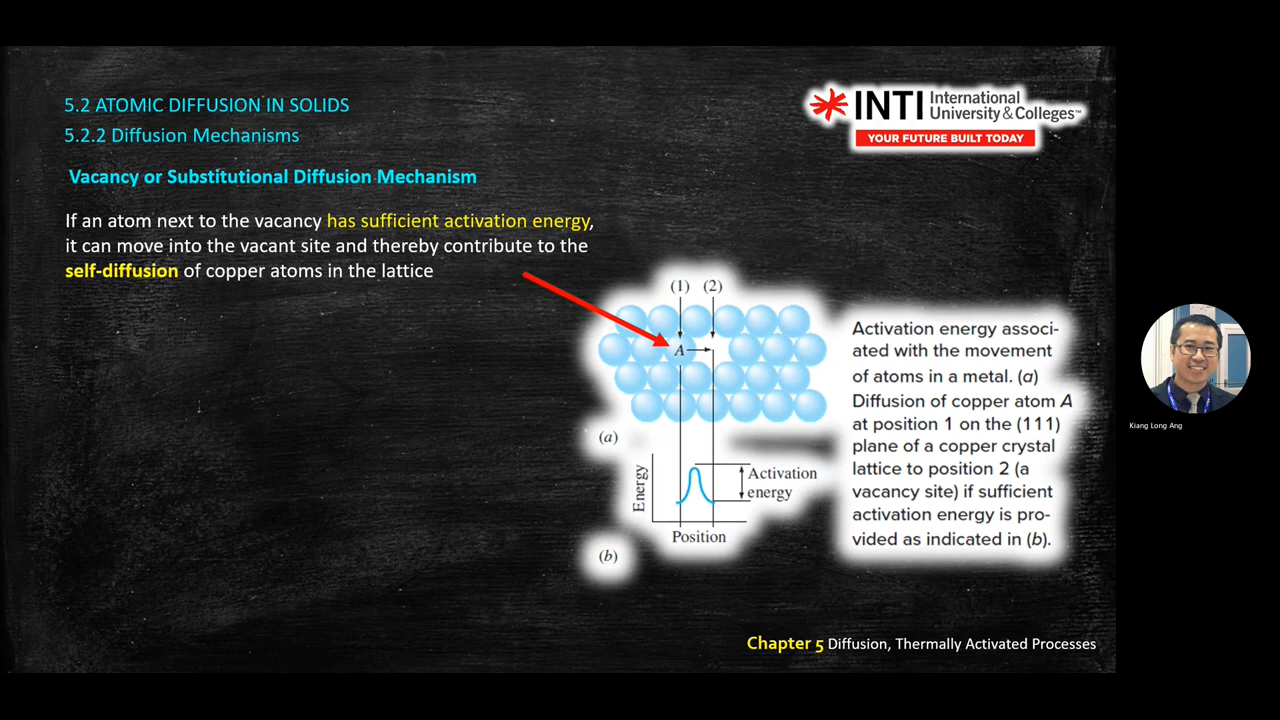 5.2 ATOMIC DIFFUSION IN SOLIDS
5.2.2 Diffusion Mechanisms
Vacancy or Substitutional Diffusion Mechanism
If an atom next to the vacancy has sufficient activation energy,
it can move into the vacant site and thereby contribute to the
self-diffusion of copper atoms in the lattice
INTI International
University & Colleges™
YOUR FUTURE BUILT TODAY
(1) (2)
A
(a)
Energy
Activation
energy
Position
(b)
Activation energy associ-
ated with the movement
of atoms in a metal. (a)
Diffusion of copper atom A
at position 1 on the (111)
plane of a copper crystal
lattice to position 2 (a
vacancy site) if sufficient
activation energy is pro-
vided as indicated in (b).
Kiang Long Ang
Chapter 5 Diffusion, Thermally Activated Processes